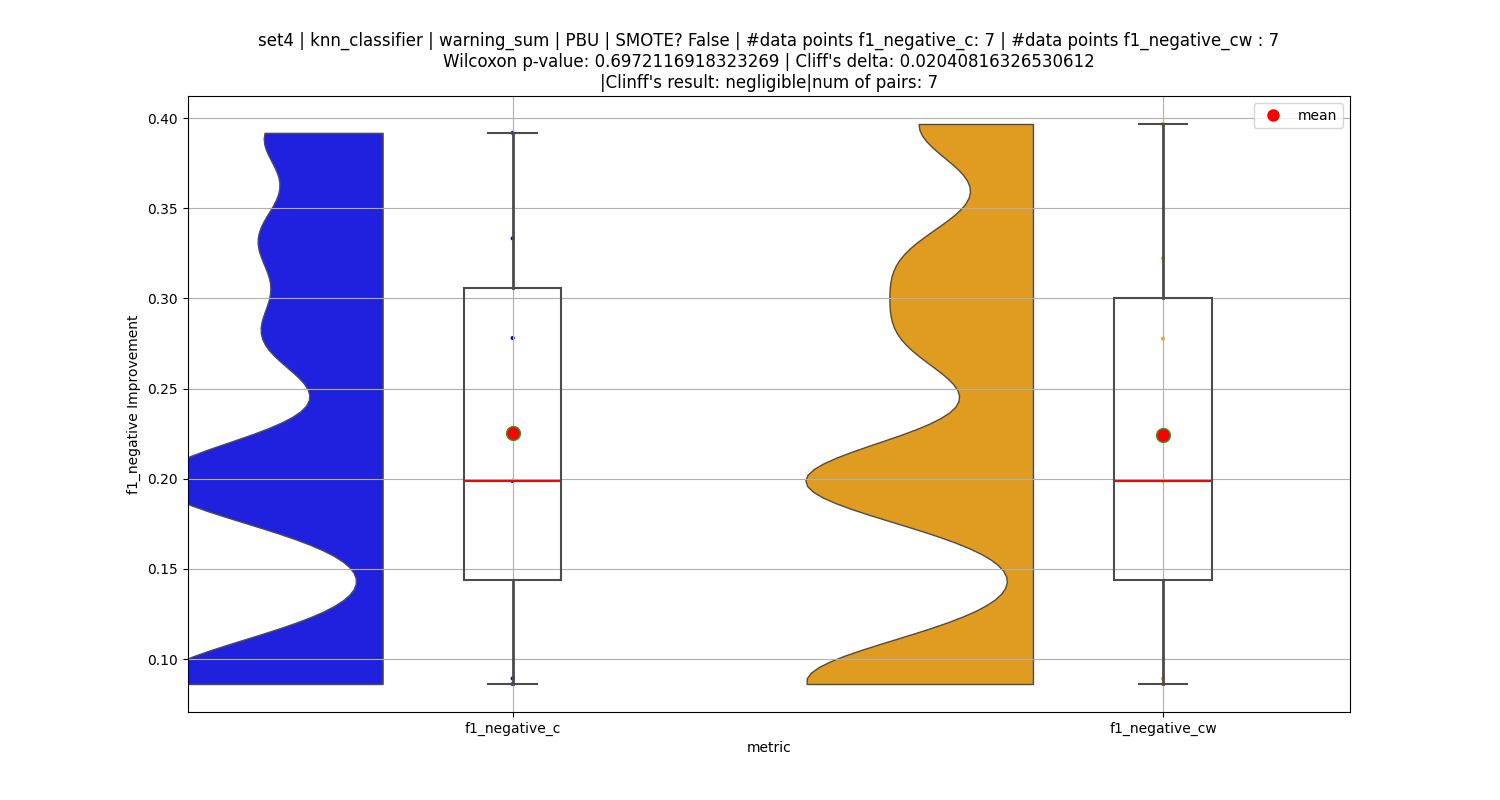 set4 | knn_classifier | warning_sum | PBU | SMOTE? False | #data points f1_negative_c: 7 | #data points f1_negative_cw : 7
Wilcoxon p-value: 0.6972116918323269 | Cliff's delta: 0.02040816326530612
|Clinff's result: negligible|num of pairs: 7
mean
0.40
0.35
0.30
0.25
0.20
0.15
0.10
f1_negative Improvement
f1_negative_c
f1_negative_cw
metric